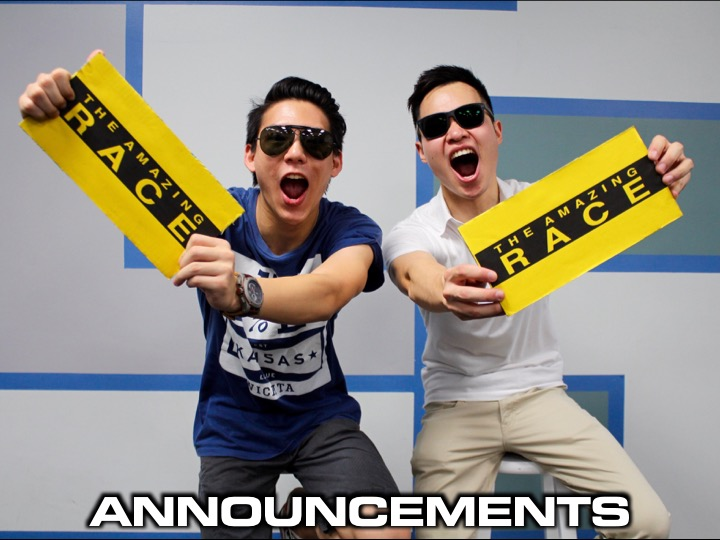 THE AMAZING
RACE
THE AMAZING
RACE
ANNOUNCEMENTS